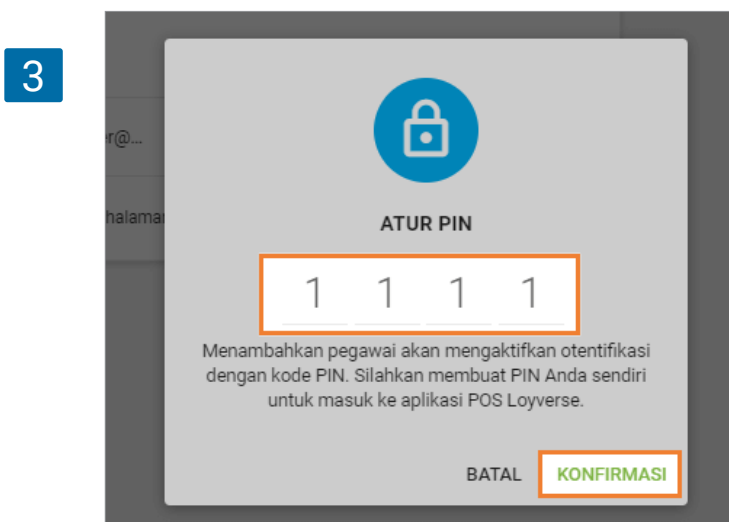 3
r@...
halaman
ATUR PIN
1 1 1 1
Menambahkan pegawai akan mengaktifkan otentifikasi
dengan kode PIN. Silahkan membuat PIN Anda sendiri
untuk masuk ke aplikasi POS Loyverse.
BATAL KONFIRMASI